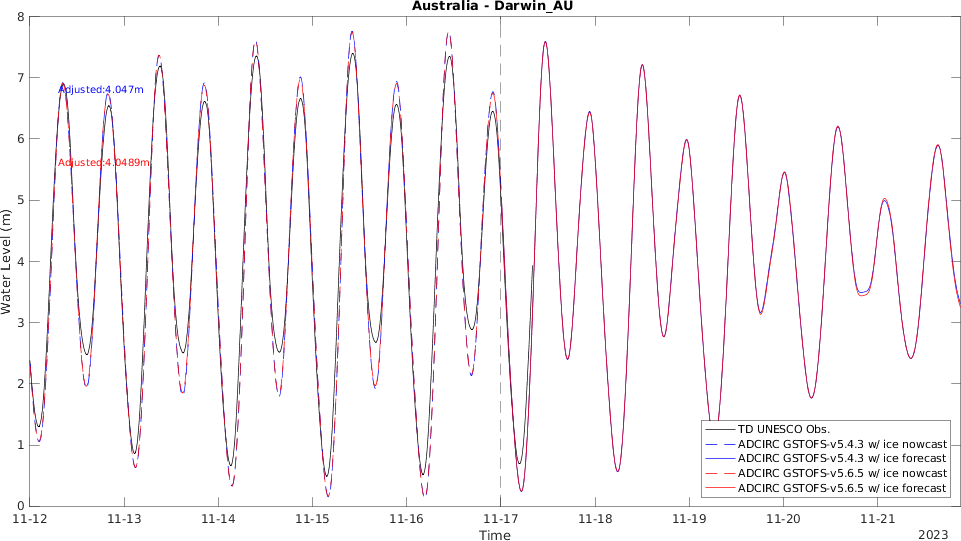 Australia - Darwin_AU
8
7
6
5
4
3
2
1
0
Water Level (m)
Adjusted:4.047m
Adjusted:4.0489m
TD UNESCO Obs.
ADCIRC GSTOFS-v5.4.3 w/ ice nowcast
ADCIRC GSTOFS-v5.4.3 w/ ice forecast
ADCIRC GSTOFS-v5.6.5 w/ ice nowcast
ADCIRC GSTOFS-v5.6.5 w/ ice forecast
11-12 11-13 11-14 11-15 11-16 11-17 11-18 11-19 11-20 11-21
Time
2023